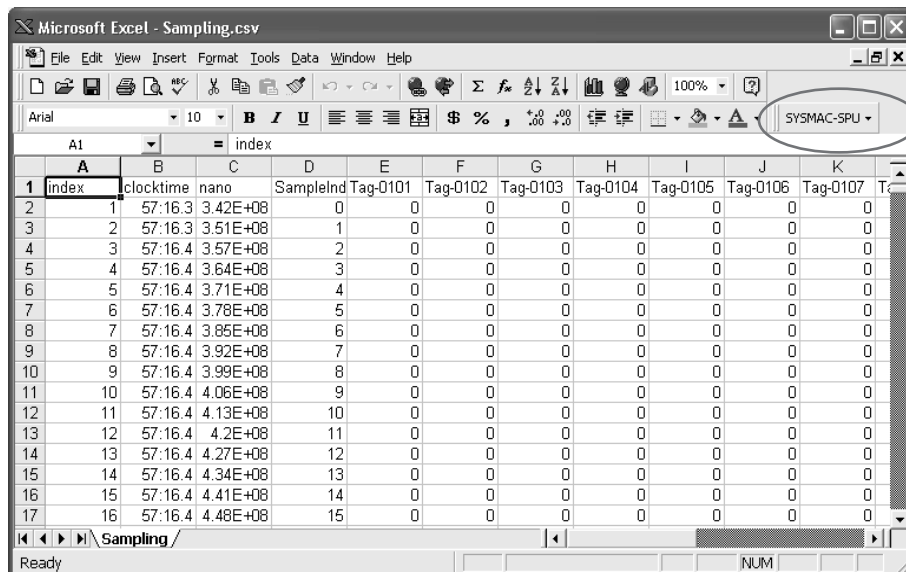 Microsoft Excel - Sampling.csv
File Edit View Insert Format Tools Data Window Help
ABC Σ fx A Z Z A 100% ?
Arial 10 B I U $ % , +.0 .00 .00 +.0 A SYSMAC-SPU
A1 = index
A B C D E F G H I J K
1 index clocktime nano SampleInd Tag-0101 Tag-0102 Tag-0103 Tag-0104 Tag-0105 Tag-0106 Tag-0107
2 1 57:16.3 3.42E+08 0 0 0 0 0 0 0 0
3 2 57:16.3 3.51E+08 1 0 0 0 0 0 0 0
4 3 57:16.4 3.57E+08 2 0 0 0 0 0 0 0
5 4 57:16.4 3.64E+08 3 0 0 0 0 0 0 0
6 5 57:16.4 3.71E+08 4 0 0 0 0 0 0 0
7 6 57:16.4 3.78E+08 5 0 0 0 0 0 0 0
8 7 57:16.4 3.85E+08 6 0 0 0 0 0 0 0
9 8 57:16.4 3.92E+08 7 0 0 0 0 0 0 0
10 9 57:16.4 3.99E+08 8 0 0 0 0 0 0 0
11 10 57:16.4 4.06E+08 9 0 0 0 0 0 0 0
12 11 57:16.4 4.13E+08 10 0 0 0 0 0 0 0
13 12 57:16.4 4.2E+08 11 0 0 0 0 0 0 0
14 13 57:16.4 4.27E+08 12 0 0 0 0 0 0 0
15 14 57:16.4 4.34E+08 13 0 0 0 0 0 0 0
16 15 57:16.4 4.41E+08 14 0 0 0 0 0 0 0
17 16 57:16.4 4.48E+08 15 0 0 0 0 0 0 0
Sampling
Ready NUM